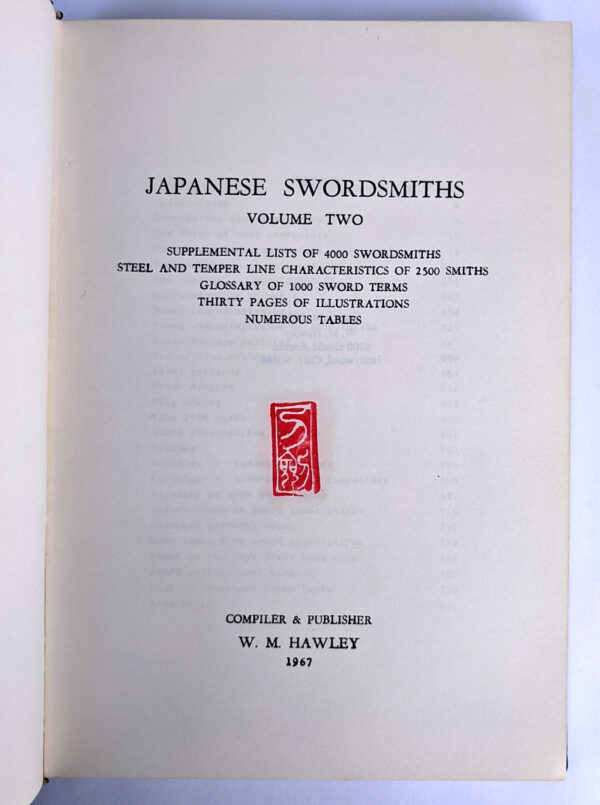 JAPANESE SWORDSMITHS
VOLUME TWO
SUPPLEMENTAL LISTS OF 4000 SWORDSMITHS
STEEL AND TEMPER LINE CHARACTERISTICS OF 2500 SMITHS
GLOSSARY OF 1000 SWORD TERMS
THIRTY PAGES OF ILLUSTRATIONS
NUMEROUS TABLES
COMPILER & PUBLISHER
W. M. HAWLEY
1967